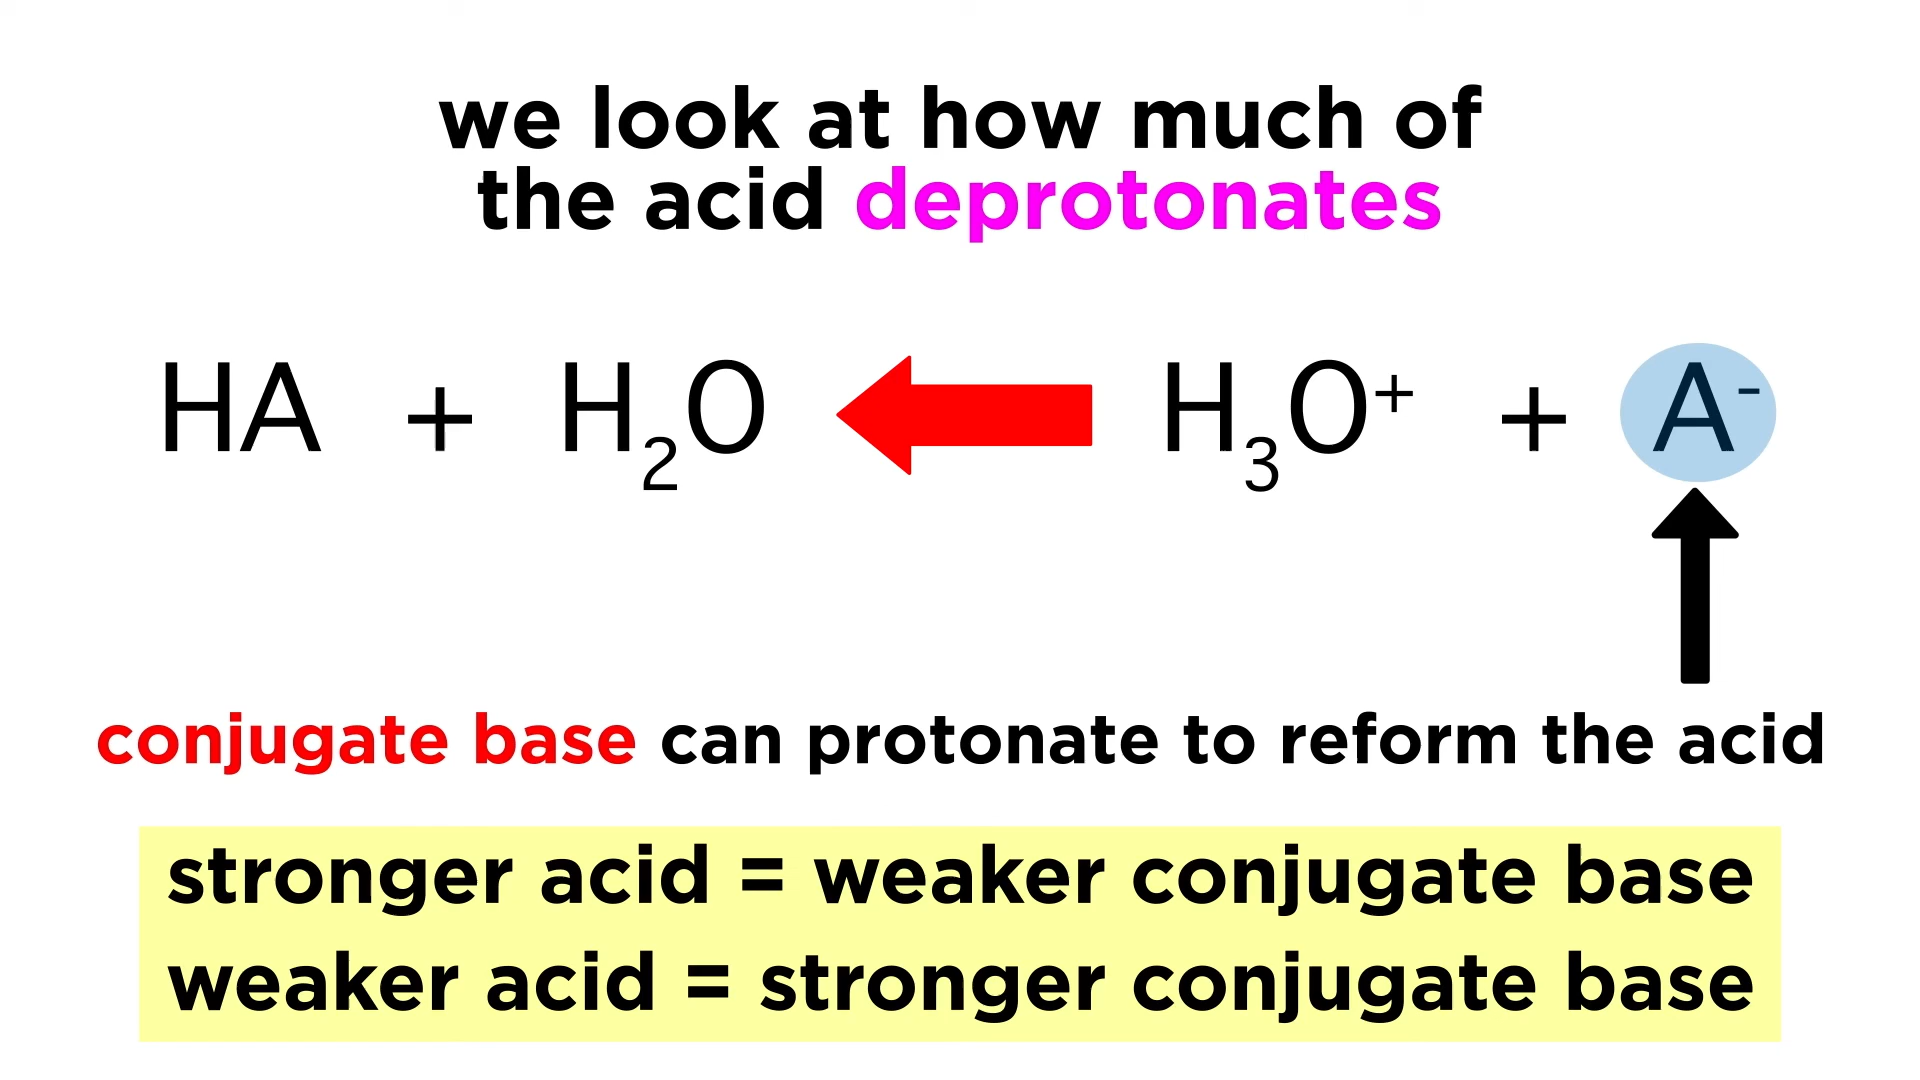 we look at how much of
the acid deprotonates
HA + H₂O H₃O⁺ + A⁻
conjugate base can protonate to reform the acid
stronger acid = weaker conjugate base
weaker acid = stronger conjugate base